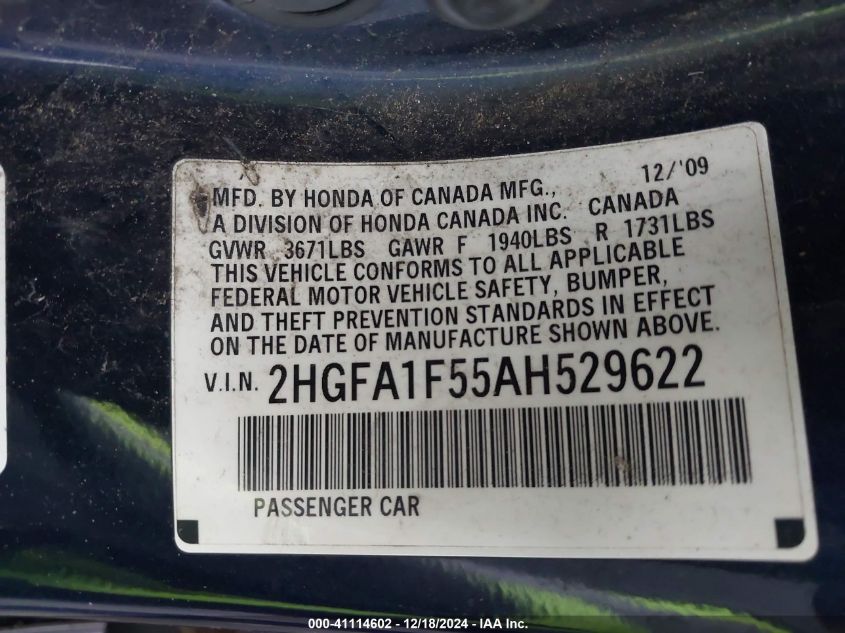 12/'09
MFD. BY HONDA OF CANADA MFG.,
A DIVISION OF HONDA CANADA INC. CANADA
GVWR 3671LBS GAWR F 1940LBS R 1731LBS
THIS VEHICLE CONFORMS TO ALL APPLICABLE
FEDERAL MOTOR VEHICLE SAFETY, BUMPER,
AND THEFT PREVENTION STANDARDS IN EFFECT
ON THE DATE OF MANUFACTURE SHOWN ABOVE.
V.I.N. 2HGFA1F55AH529622
PASSENGER CAR
000-41114602 - 12/18/2024 - IAA Inc.